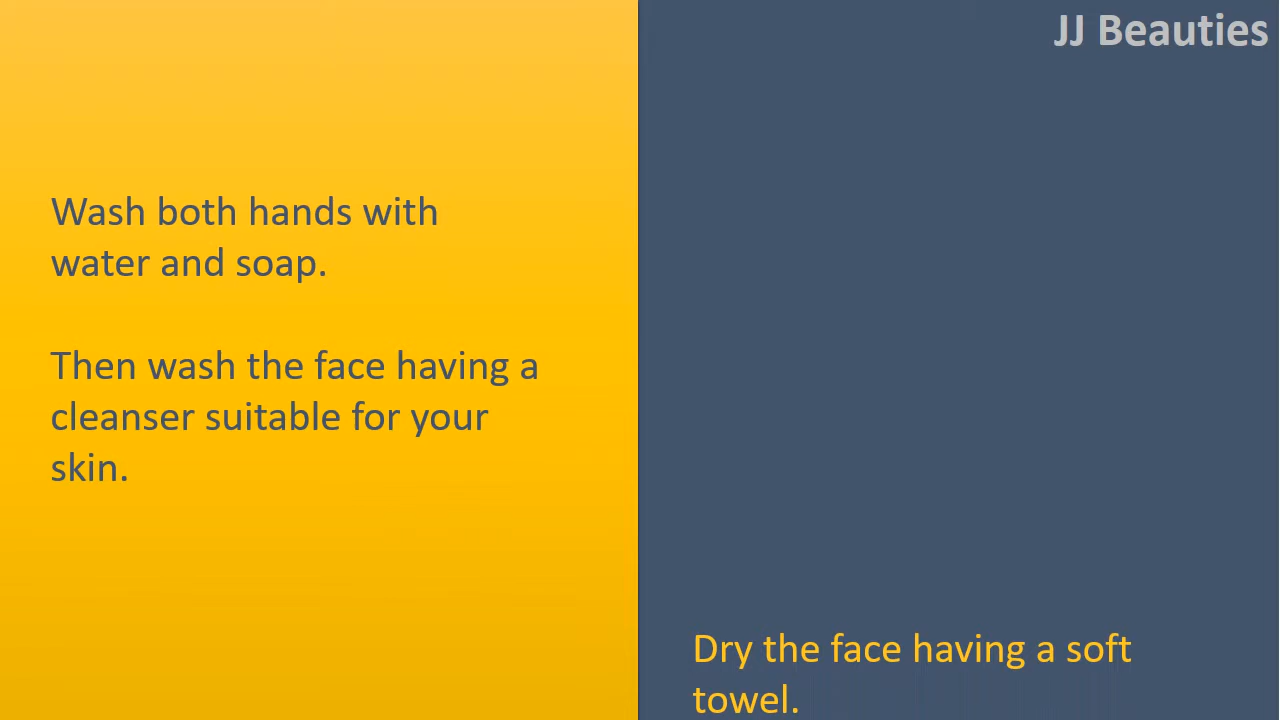 JJ Beauties
Wash both hands with
water and soap.
Then wash the face having a
cleanser suitable for your
skin.
Dry the face having a soft
towel.